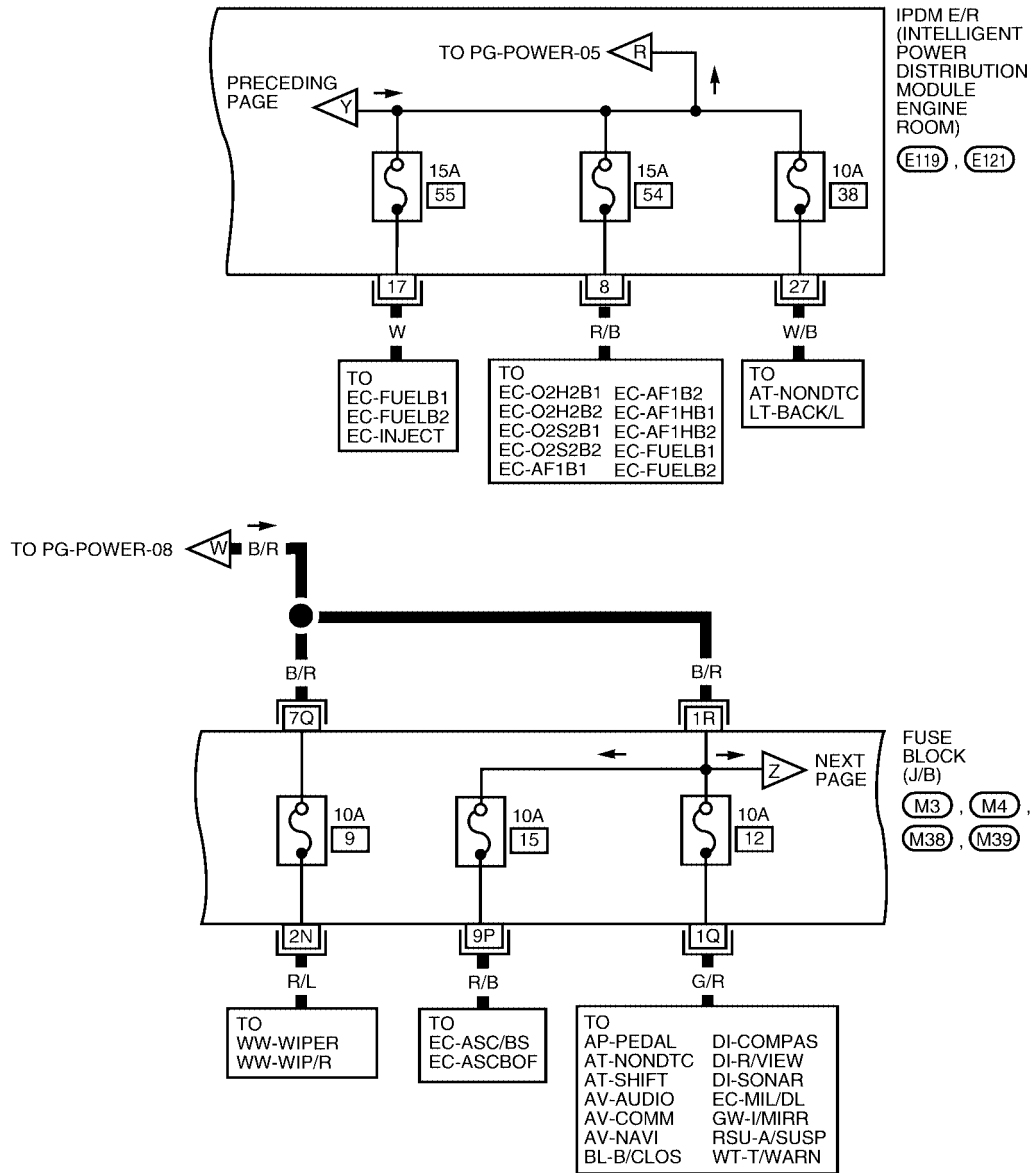 IPDM E/R
(INTELLIGENT
POWER
DISTRIBUTION
MODULE
ENGINE
ROOM)
E119 , E121
TO PG-POWER-05 R
PRECEDING
PAGE
Y
15A
55
15A
54
10A
38
17
8
27
W
R/B
W/B
TO
EC-FUELB1
EC-FUELB2
EC-INJECT
TO
EC-O2H2B1 EC-AF1B2
EC-O2H2B2 EC-AF1HB1
EC-O2S2B1 EC-AF1HB2
EC-O2S2B2 EC-FUELB1
EC-AF1B1 EC-FUELB2
TO
AT-NONDTC
LT-BACK/L
TO PG-POWER-08 W B/R
B/R
B/R
7Q
1R
FUSE
BLOCK
(J/B)
M3 , M4 ,
M38 , M39
Z
NEXT
PAGE
10A
9
10A
15
10A
12
2N
9P
1Q
R/L
R/B
G/R
TO
WW-WIPER
WW-WIP/R
TO
EC-ASC/BS
EC-ASCBOF
TO
AP-PEDAL DI-COMPAS
AT-NONDTC DI-R/VIEW
AT-SHIFT DI-SONAR
AV-AUDIO EC-MIL/DL
AV-COMM GW-I/MIRR
AV-NAVI RSU-A/SUSP
BL-B/CLOS WT-T/WARN